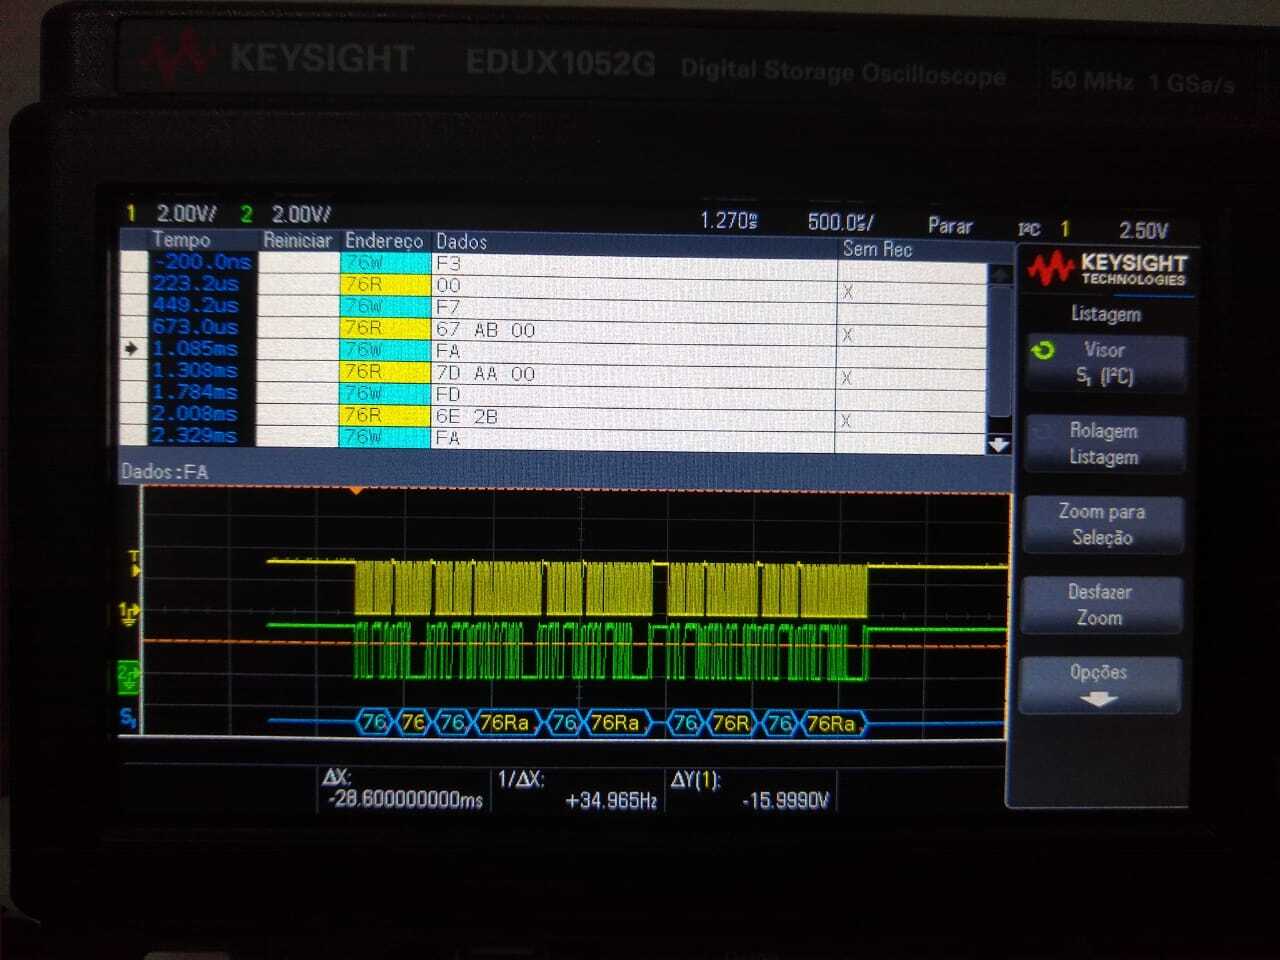 KEYSIGHT EDUX1052G Digital Storage Oscilloscope 50 MHz 1 GSa/s
1 2.00V/ 2 2.00V/ 1.270ms 500.0us/ Parar I²C 1 2.50V
Tempo Reiniciar Endereço Dados Sem Rec
-200.0ns 76W F3
223.2us 76R 00 X
449.2us 76W F7
673.0us 76R 67 AB 00 X
1.085ms 76W FA
1.308ms 76R 7D AA 00 X
1.784ms 76W FD
2.008ms 76R 6E 2B X
2.329ms 76W FA
Dados:FA
KEYSIGHT
TECHNOLOGIES
Listagem
Visor
S1 (I²C)
Rolagem
Listagem
Zoom para
Seleção
Desfazer
Zoom
Opções
T
1
2
S1 76 76 76 76Ra 76 76Ra 76 76R 76 76Ra
ΔX: 1/ΔX: ΔY(1):
-28.600000000ms +34.965Hz -15.9990V